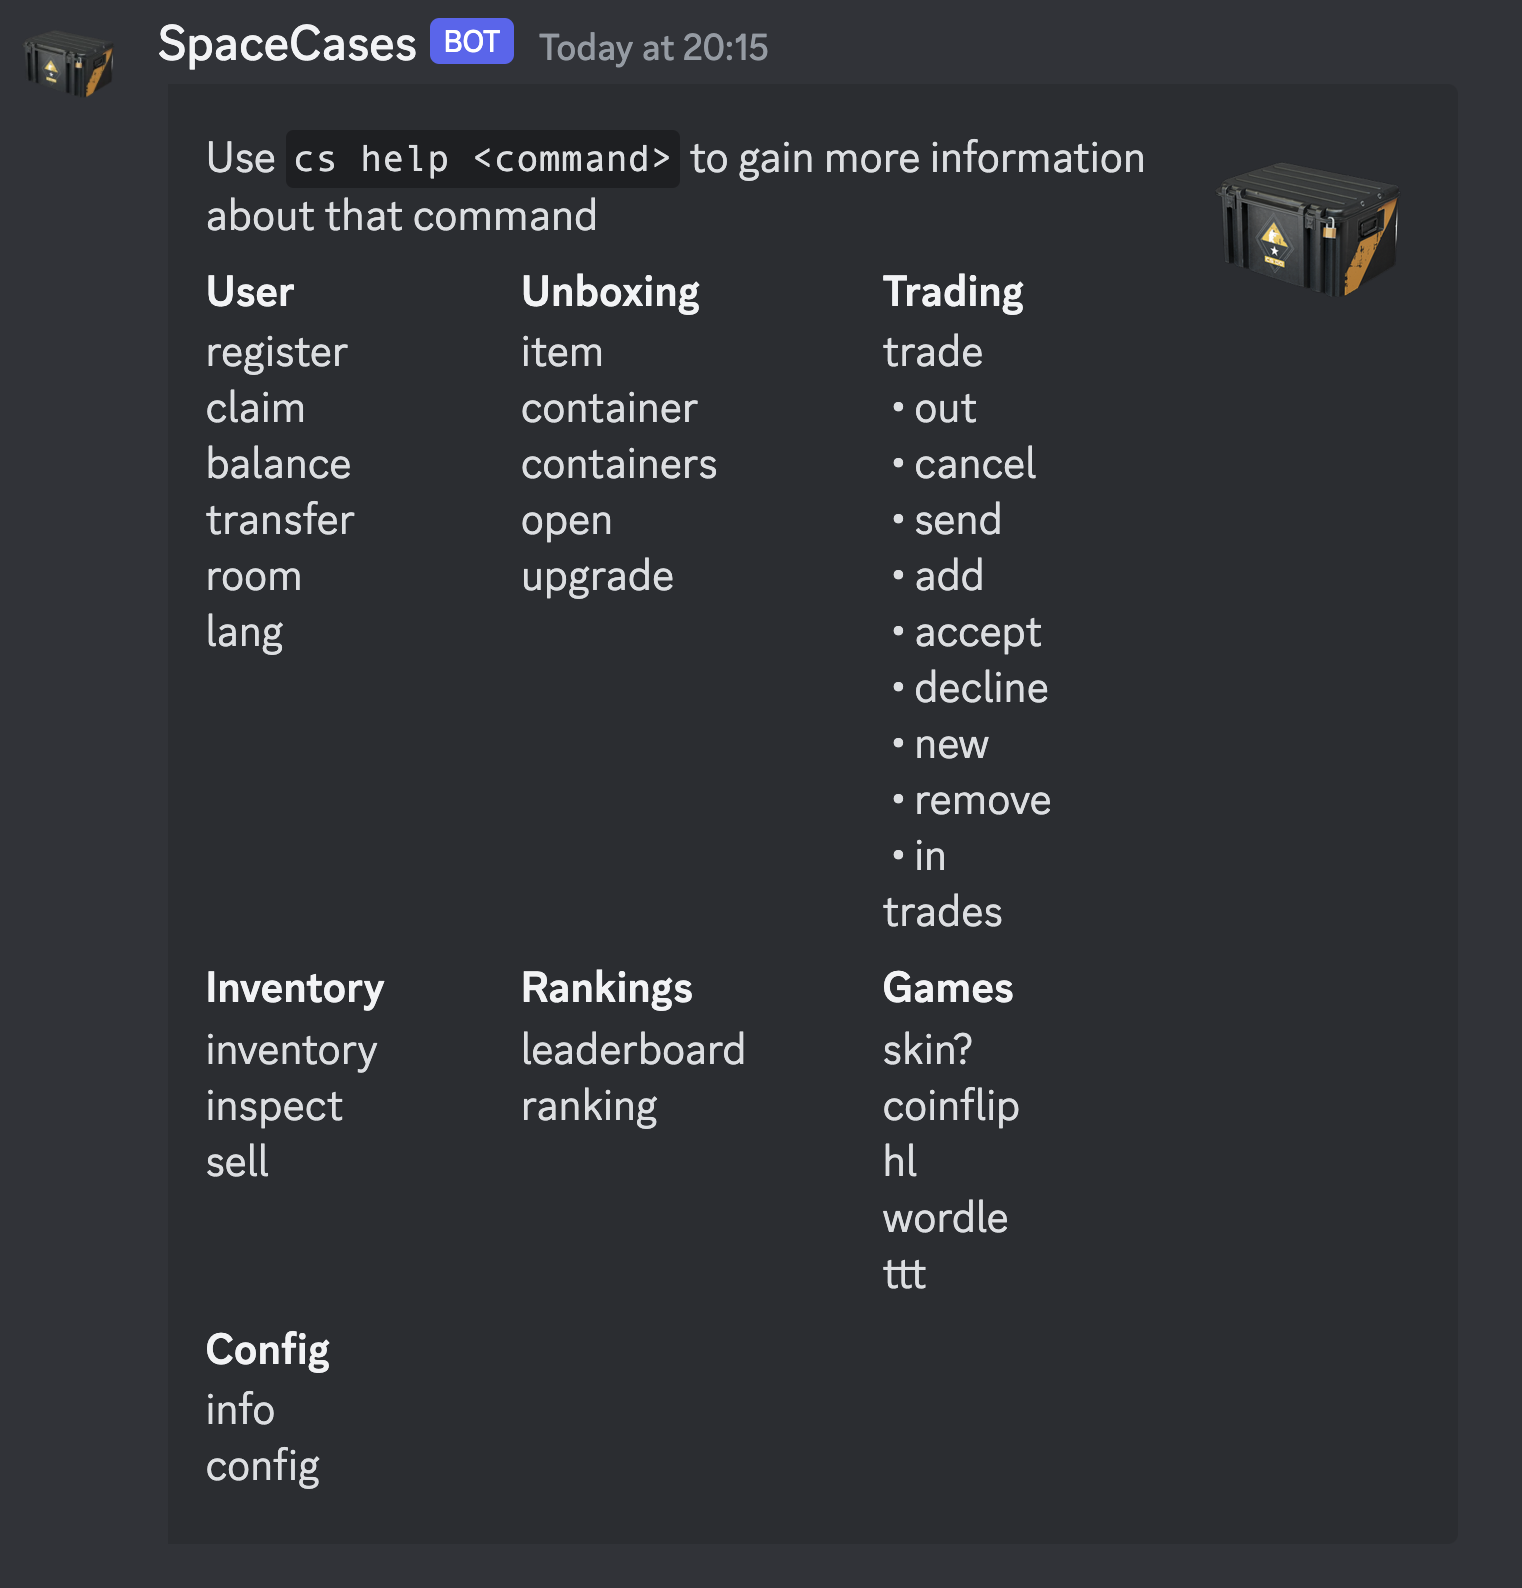 SpaceCases BOT Today at 20:15
Use cs help <command> to gain more information
about that command
User
register
claim
balance
transfer
room
lang
Unboxing
item
container
containers
open
upgrade
Trading
trade
• out
• cancel
• send
• add
• accept
• decline
• new
• remove
• in
trades
Inventory
inventory
inspect
sell
Rankings
leaderboard
ranking
Games
skin?
coinflip
hl
wordle
ttt
Config
info
config